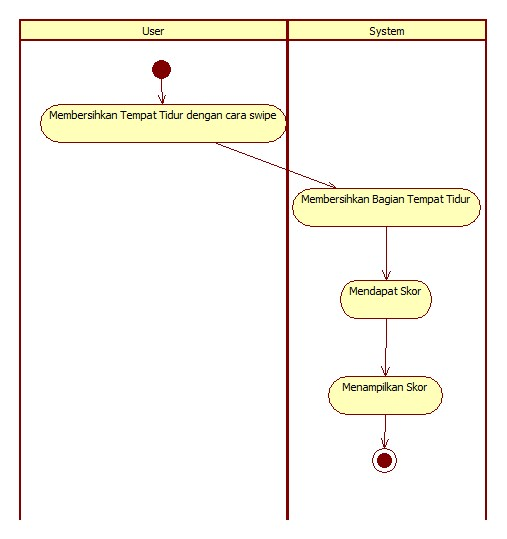 User
System
Membersihkan Tempat Tidur dengan cara swipe
Membersihkan Bagian Tempat Tidur
Mendapat Skor
Menampilkan Skor